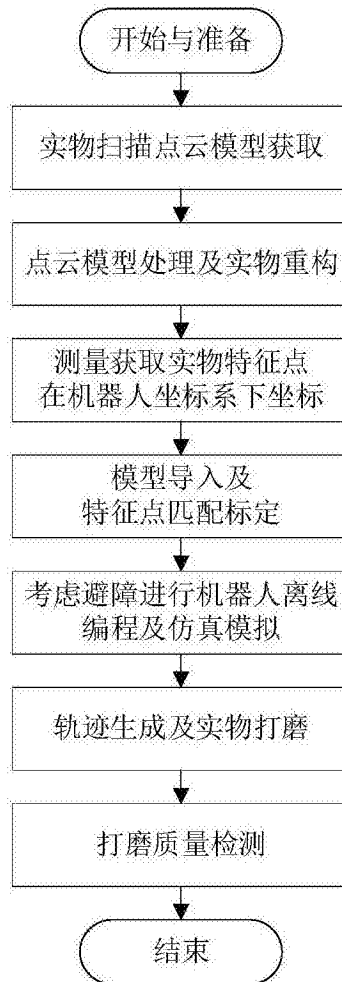 开始与准备
实物扫描点云模型获取
点云模型处理及实物重构
测量获取实物特征点
在机器人坐标系下坐标
模型导入及
特征点匹配标定
考虑避障进行机器人离线
编程及仿真模拟
轨迹生成及实物打磨
打磨质量检测
结束